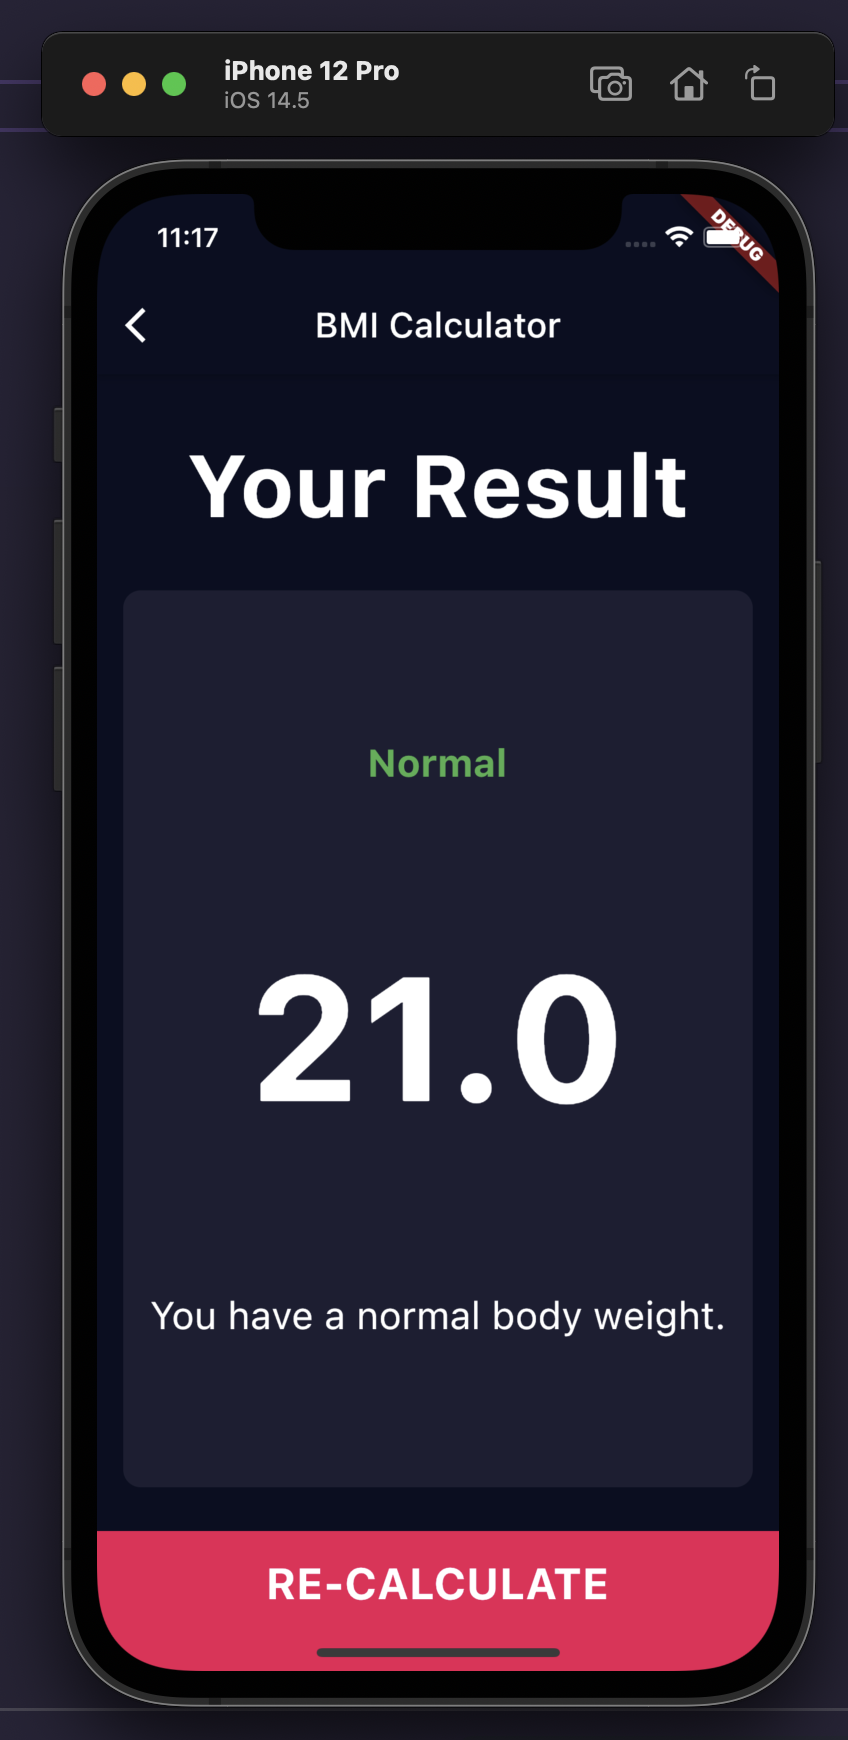 iPhone 12 Pro
iOS 14.5
11:17
DEBUG
BMI Calculator
Your Result
Normal
21.0
You have a normal body weight.
RE-CALCULATE